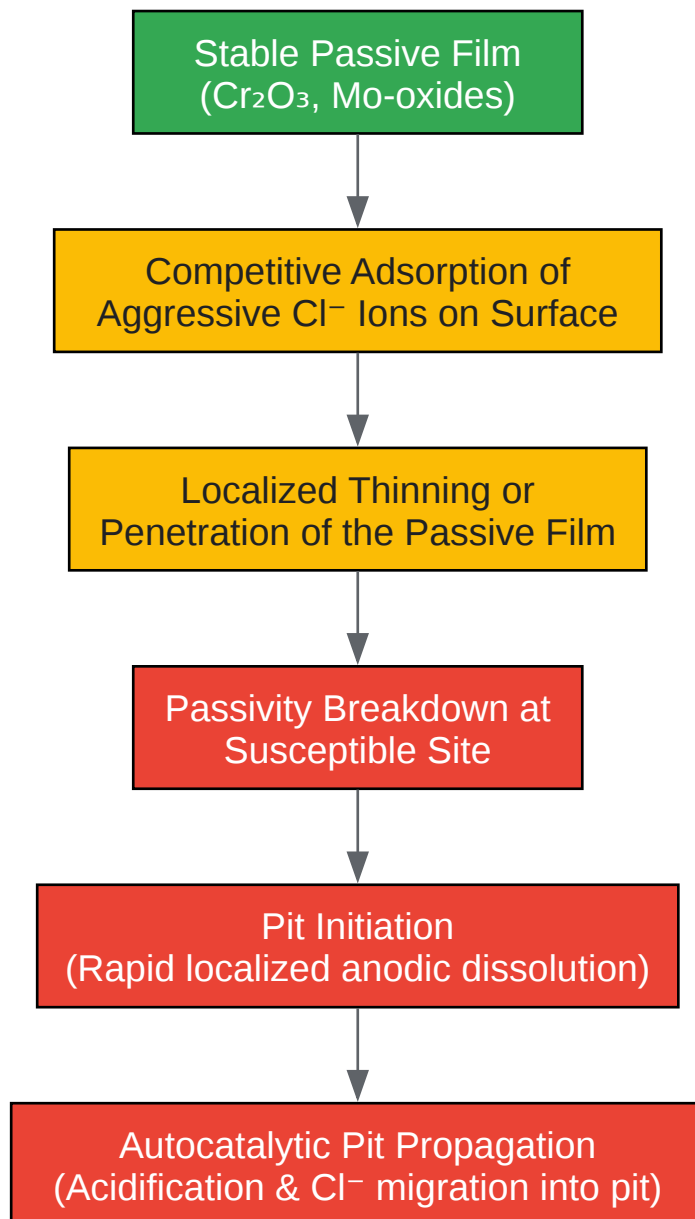 Stable Passive Film
(Cr₂O₃, Mo-oxides)
Competitive Adsorption of
Aggressive Cl⁻ Ions on Surface
Localized Thinning or
Penetration of the Passive Film
Passivity Breakdown at
Susceptible Site
Pit Initiation
(Rapid localized anodic dissolution)
Autocatalytic Pit Propagation
(Acidification & Cl⁻ migration into pit)